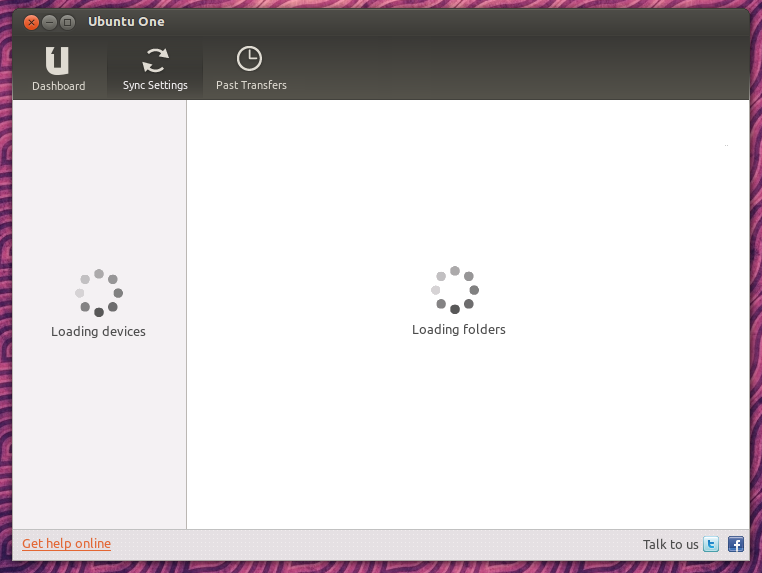 Ubuntu One
Dashboard
Sync Settings
Past Transfers
Loading devices
Loading folders
Get help online
Talk to us